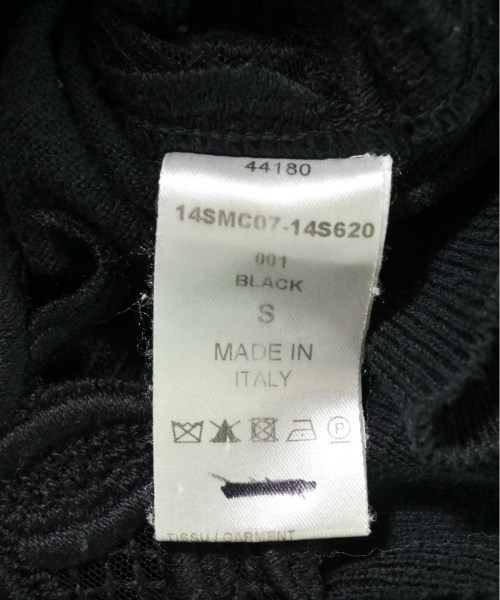 44180
14SMC07-14S620
001
BLACK
S
MADE IN
ITALY
P
TISSU / GARMENT